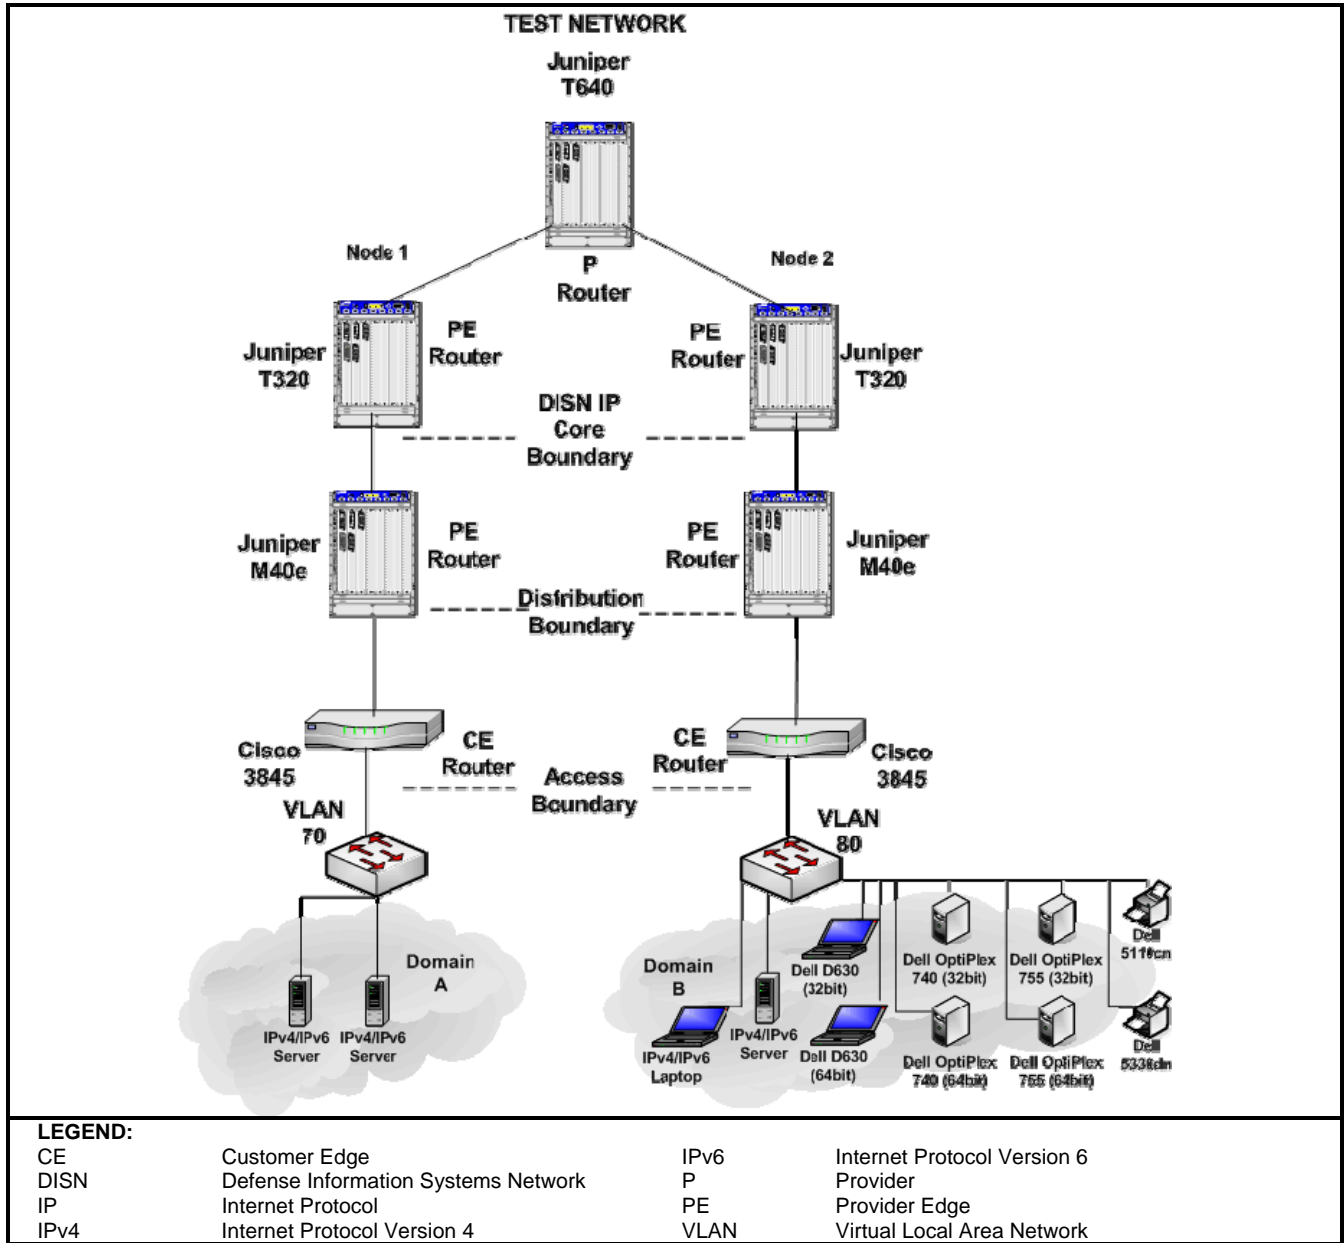 TEST NETWORK
Juniper
T640
Node 1
Node 2
P
Router
Juniper
T320
PE
Router
PE
Router
Juniper
T320
DISN IP
Core
Boundary
Juniper
M40e
PE
Router
PE
Router
Juniper
M40e
Distribution
Boundary
Cisco
3845
CE
Router
CE
Router
Cisco
3845
Access
Boundary
VLAN
70
VLAN
80
Domain
A
IPv4/IPv6
Server
IPv4/IPv6
Server
Domain
B
IPv4/IPv6
Laptop
IPv4/IPv6
Server
Dell D630
(32bit)
Dell D630
(64bit)
Dell OptiPlex
740 (32bit)
Dell OptiPlex
755 (32bit)
Dell OptiPlex
740 (64bit)
Dell OptiPlex
755 (64bit)
Dell
Dell
LEGEND:
CE Customer Edge IPv6 Internet Protocol Version 6
DISN Defense Information Systems Network P Provider
IP Internet Protocol PE Provider Edge
IPv4 Internet Protocol Version 4 VLAN Virtual Local Area Network